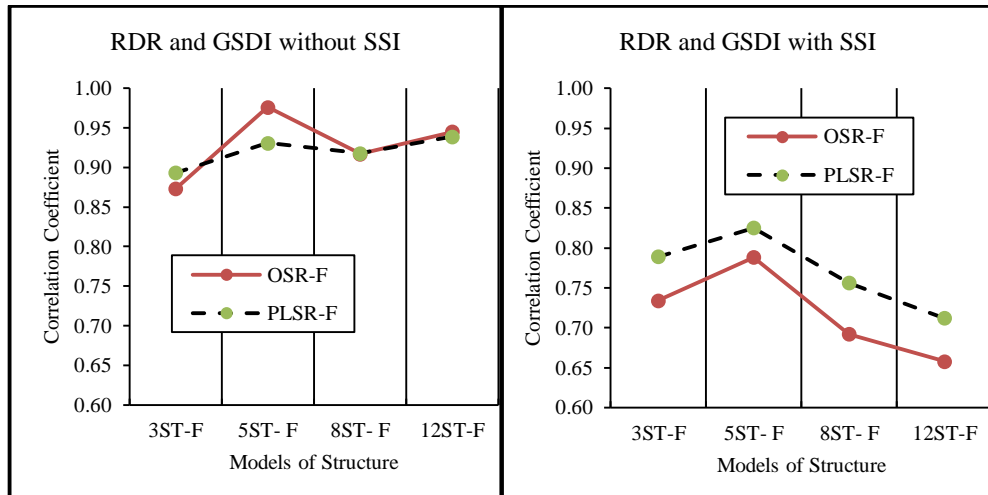 RDR and GSDI without SSI
1.00
0.95
0.90
0.85
0.80
0.75
0.70
0.65
0.60
Correlation Coefficient
OSR-F
PLSR-F
3ST-F 5ST- F 8ST- F 12ST-F
Models of Structure
RDR and GSDI with SSI
1.00
0.95
0.90
0.85
0.80
0.75
0.70
0.65
0.60
Correlation Coefficient
OSR-F
PLSR-F
3ST-F 5ST- F 8ST- F 12ST-F
Models of Structure